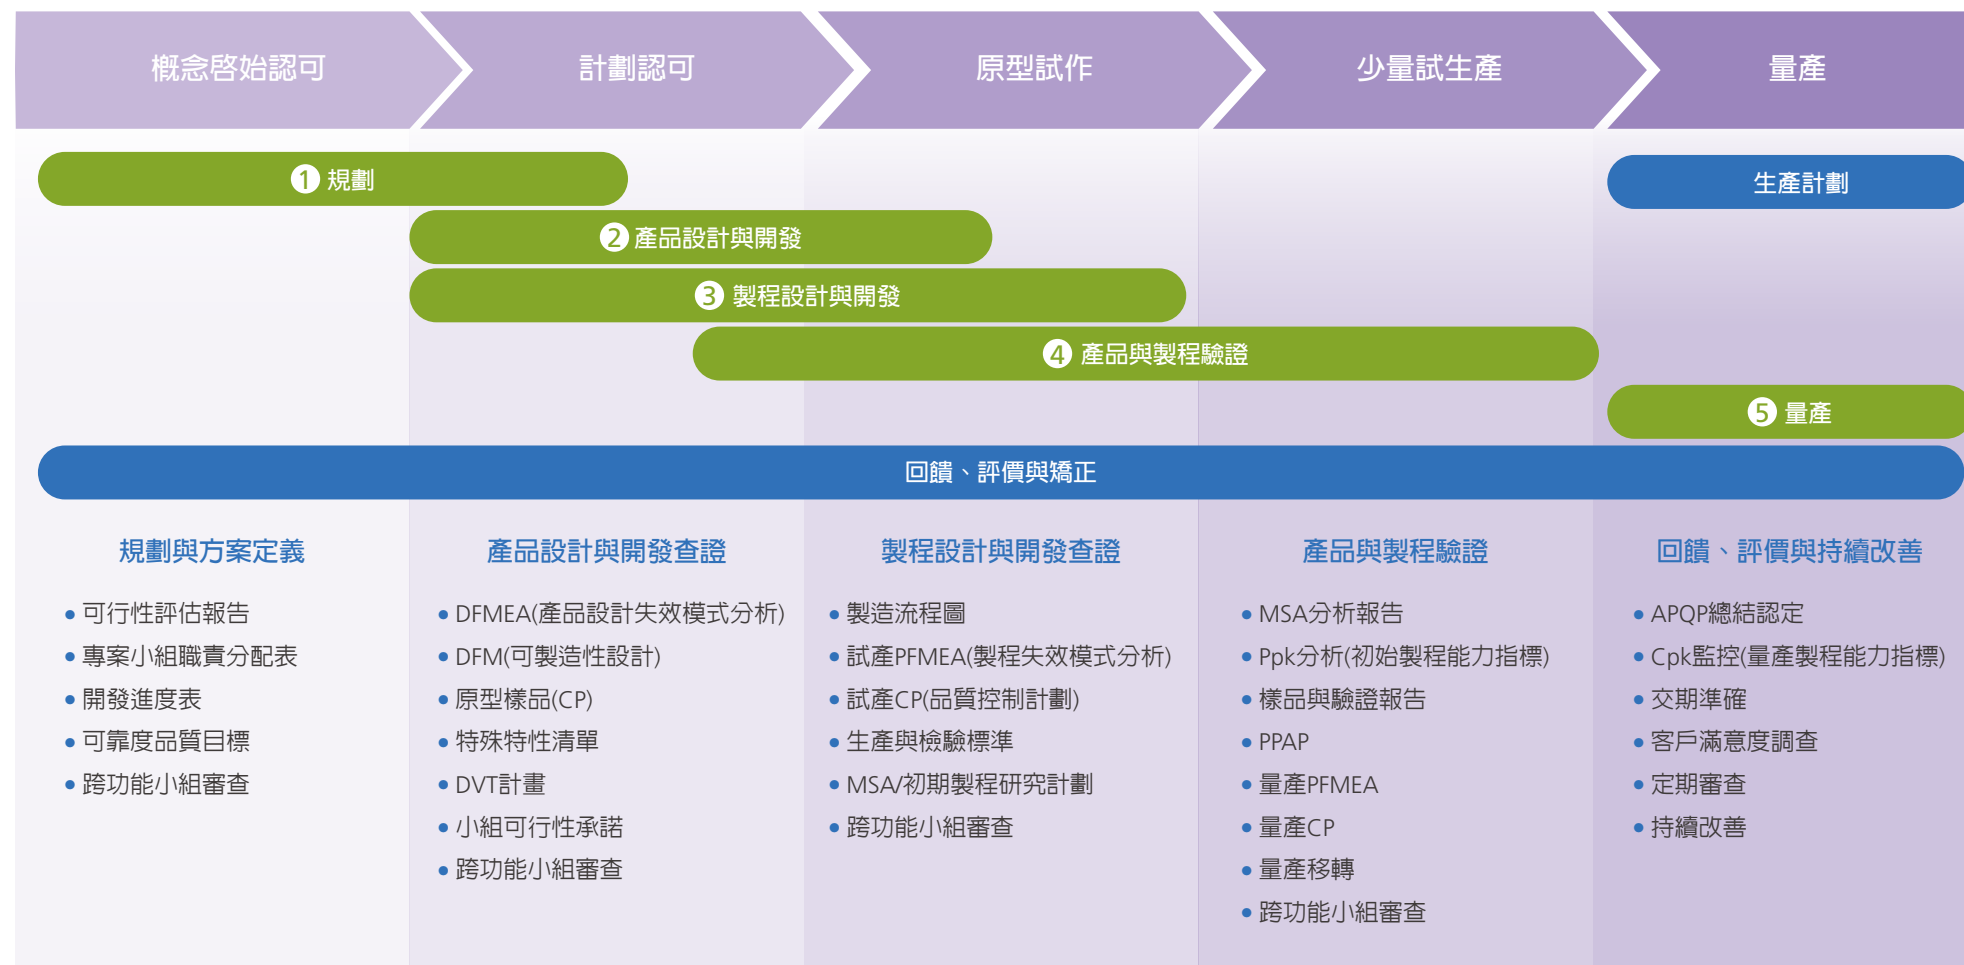 概念啓始認可
計劃認可
原型試作
少量試生產
量產
1 規劃
生產計劃
2 產品設計與開發
3 製程設計與開發
4 產品與製程驗證
5 量產
回饋、評價與矯正
規劃與方案定義
• 可行性評估報告
• 專案小組職責分配表
• 開發進度表
• 可靠度品質目標
• 跨功能小組審查
產品設計與開發查證
• DFMEA(產品設計失效模式分析)
• DFM(可製造性設計)
• 原型樣品(CP)
• 特殊特性清單
• DVT計畫
• 小組可行性承諾
• 跨功能小組審查
製程設計與開發查證
• 製造流程圖
• 試產PFMEA(製程失效模式分析)
• 試產CP(品質控制計劃)
• 生產與檢驗標準
• MSA/初期製程研究計劃
• 跨功能小組審查
產品與製程驗證
• MSA分析報告
• Ppk分析(初始製程能力指標)
• 樣品與驗證報告
• PPAP
• 量產PFMEA
• 量產CP
• 量產移轉
• 跨功能小組審查
回饋、評價與持續改善
• APQP總結認定
• Cpk監控(量產製程能力指標)
• 交期準確
• 客戶滿意度調查
• 定期審查
• 持續改善